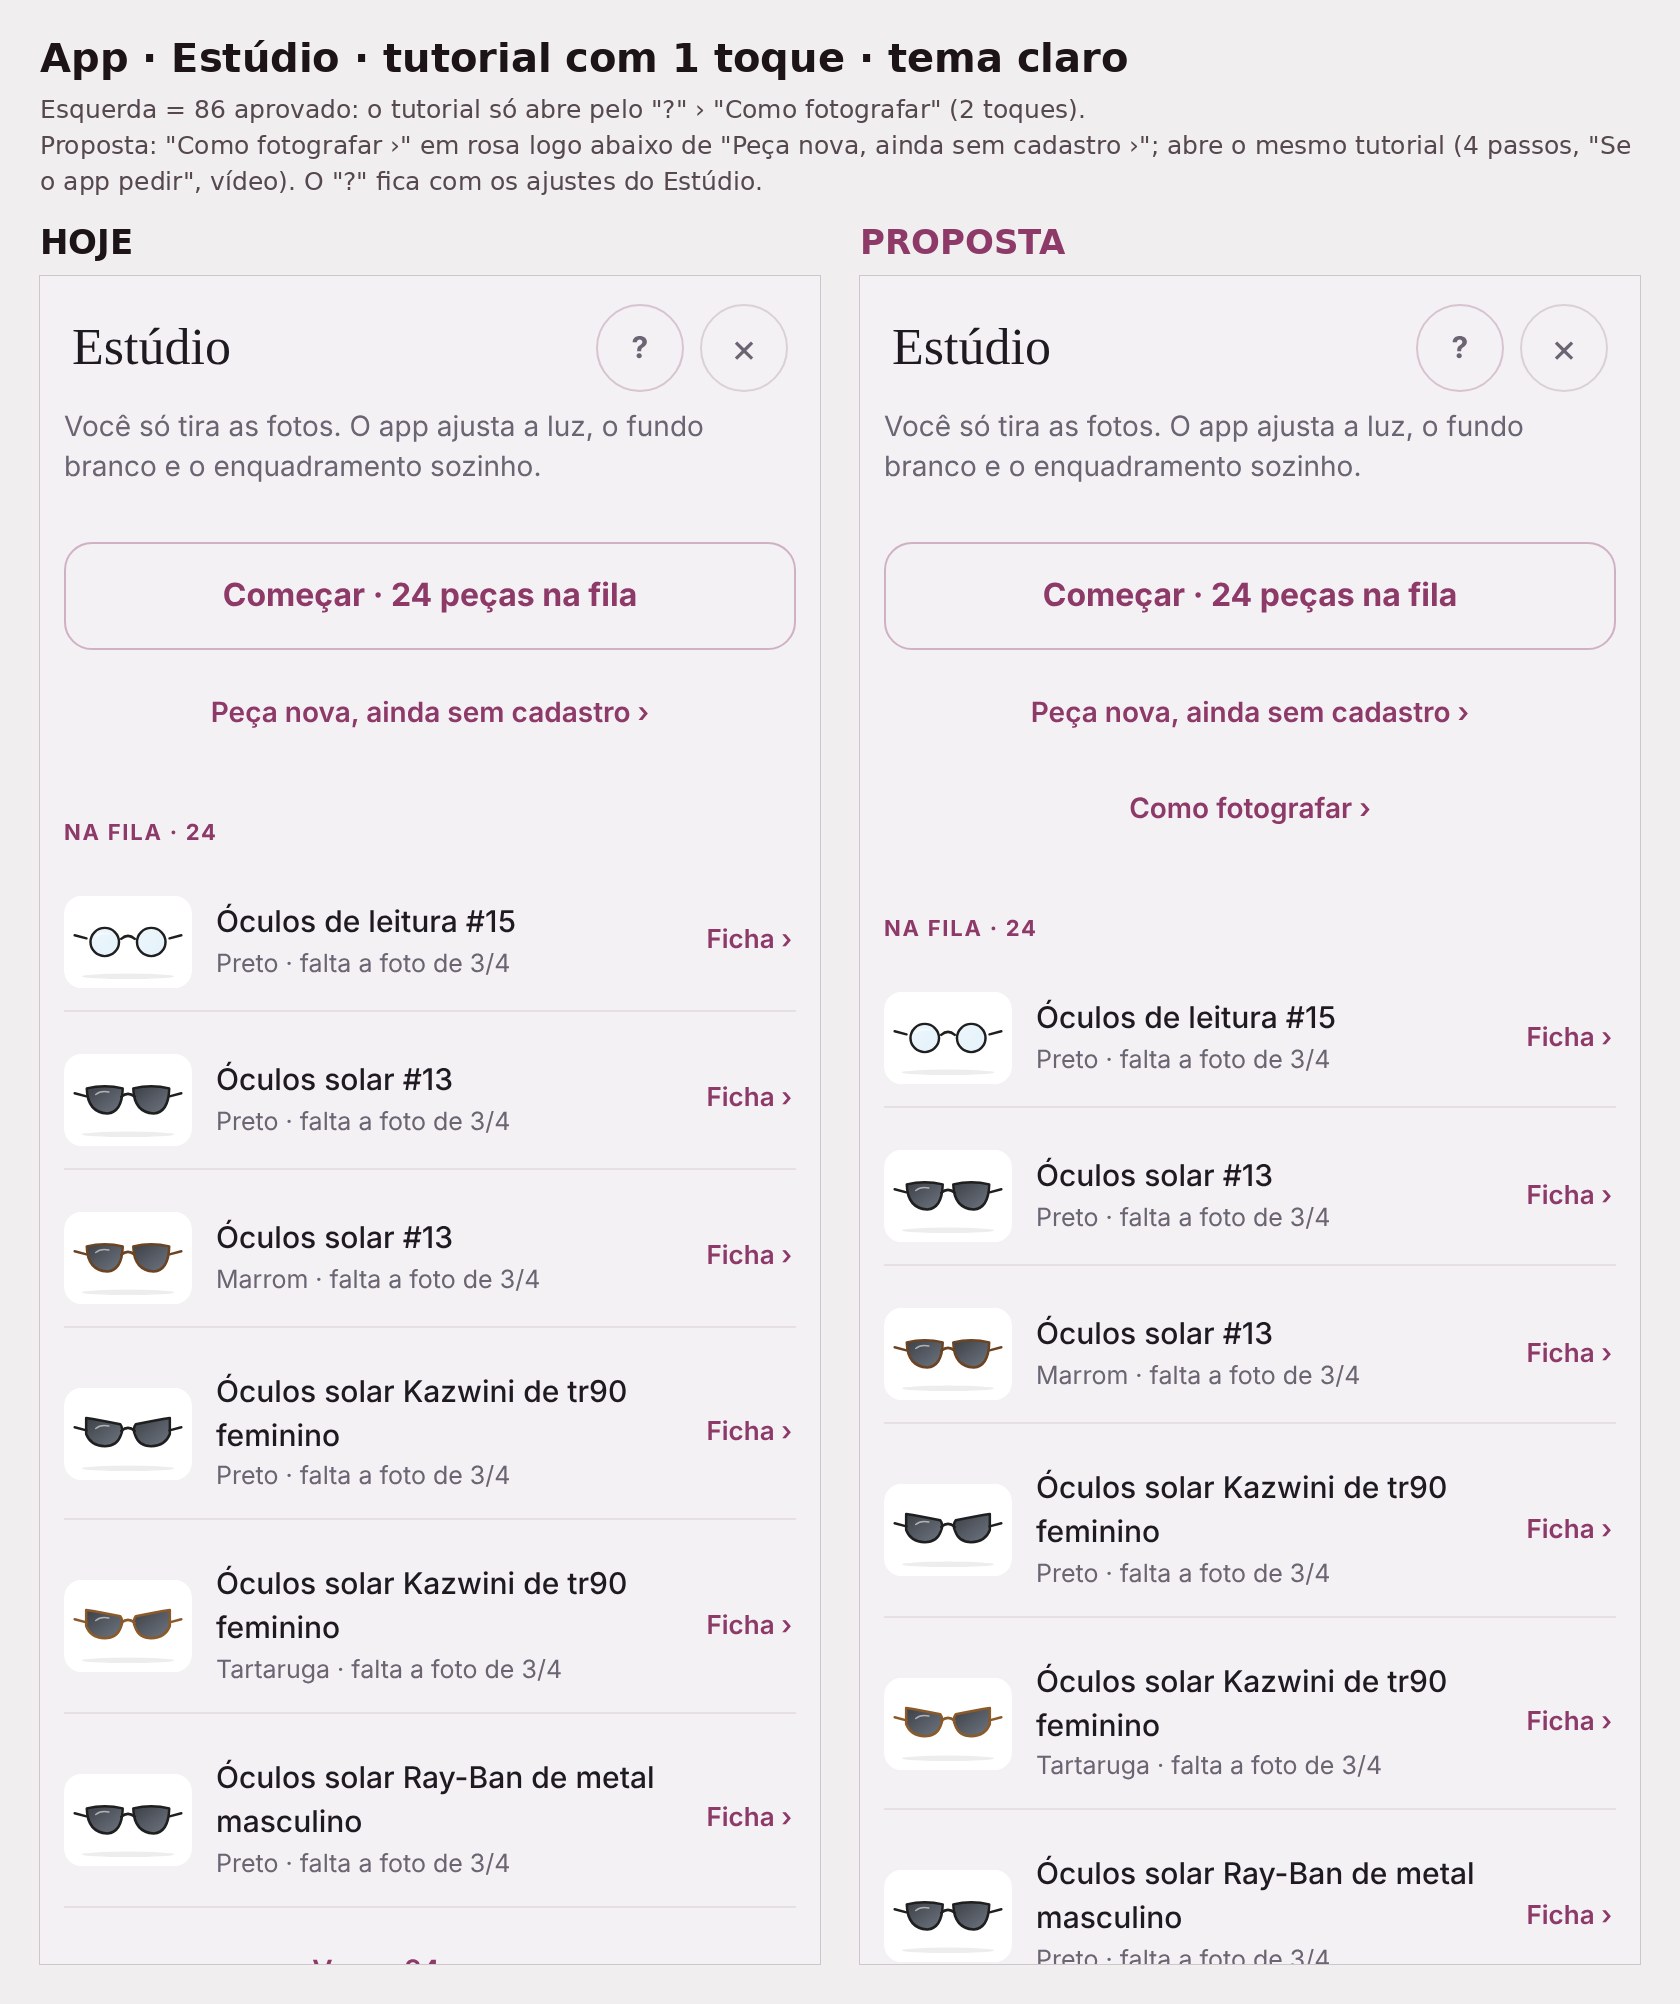 App · Estúdio · tutorial com 1 toque · tema claro
Esquerda = 86 aprovado: o tutorial só abre pelo "?" › "Como fotografar" (2 toques).
Proposta: "Como fotografar ›" em rosa logo abaixo de "Peça nova, ainda sem cadastro ›"; abre o mesmo tutorial (4 passos, "Se
o app pedir", vídeo). O "?" fica com os ajustes do Estúdio.
HOJE
Estúdio
?
×
Você só tira as fotos. O app ajusta a luz, o fundo
branco e o enquadramento sozinho.
Começar · 24 peças na fila
Peça nova, ainda sem cadastro ›
NA FILA · 24
Óculos de leitura #15
Preto · falta a foto de 3/4
Ficha ›
Óculos solar #13
Preto · falta a foto de 3/4
Ficha ›
Óculos solar #13
Marrom · falta a foto de 3/4
Ficha ›
Óculos solar Kazwini de tr90
feminino
Preto · falta a foto de 3/4
Ficha ›
Óculos solar Kazwini de tr90
feminino
Tartaruga · falta a foto de 3/4
Ficha ›
Óculos solar Ray-Ban de metal
masculino
Preto · falta a foto de 3/4
Ficha ›
PROPOSTA
Estúdio
?
×
Você só tira as fotos. O app ajusta a luz, o fundo
branco e o enquadramento sozinho.
Começar · 24 peças na fila
Peça nova, ainda sem cadastro ›
Como fotografar ›
NA FILA · 24
Óculos de leitura #15
Preto · falta a foto de 3/4
Ficha ›
Óculos solar #13
Preto · falta a foto de 3/4
Ficha ›
Óculos solar #13
Marrom · falta a foto de 3/4
Ficha ›
Óculos solar Kazwini de tr90
feminino
Preto · falta a foto de 3/4
Ficha ›
Óculos solar Kazwini de tr90
feminino
Tartaruga · falta a foto de 3/4
Ficha ›
Óculos solar Ray-Ban de metal
masculino
Preto · falta a foto de 3/4
Ficha ›